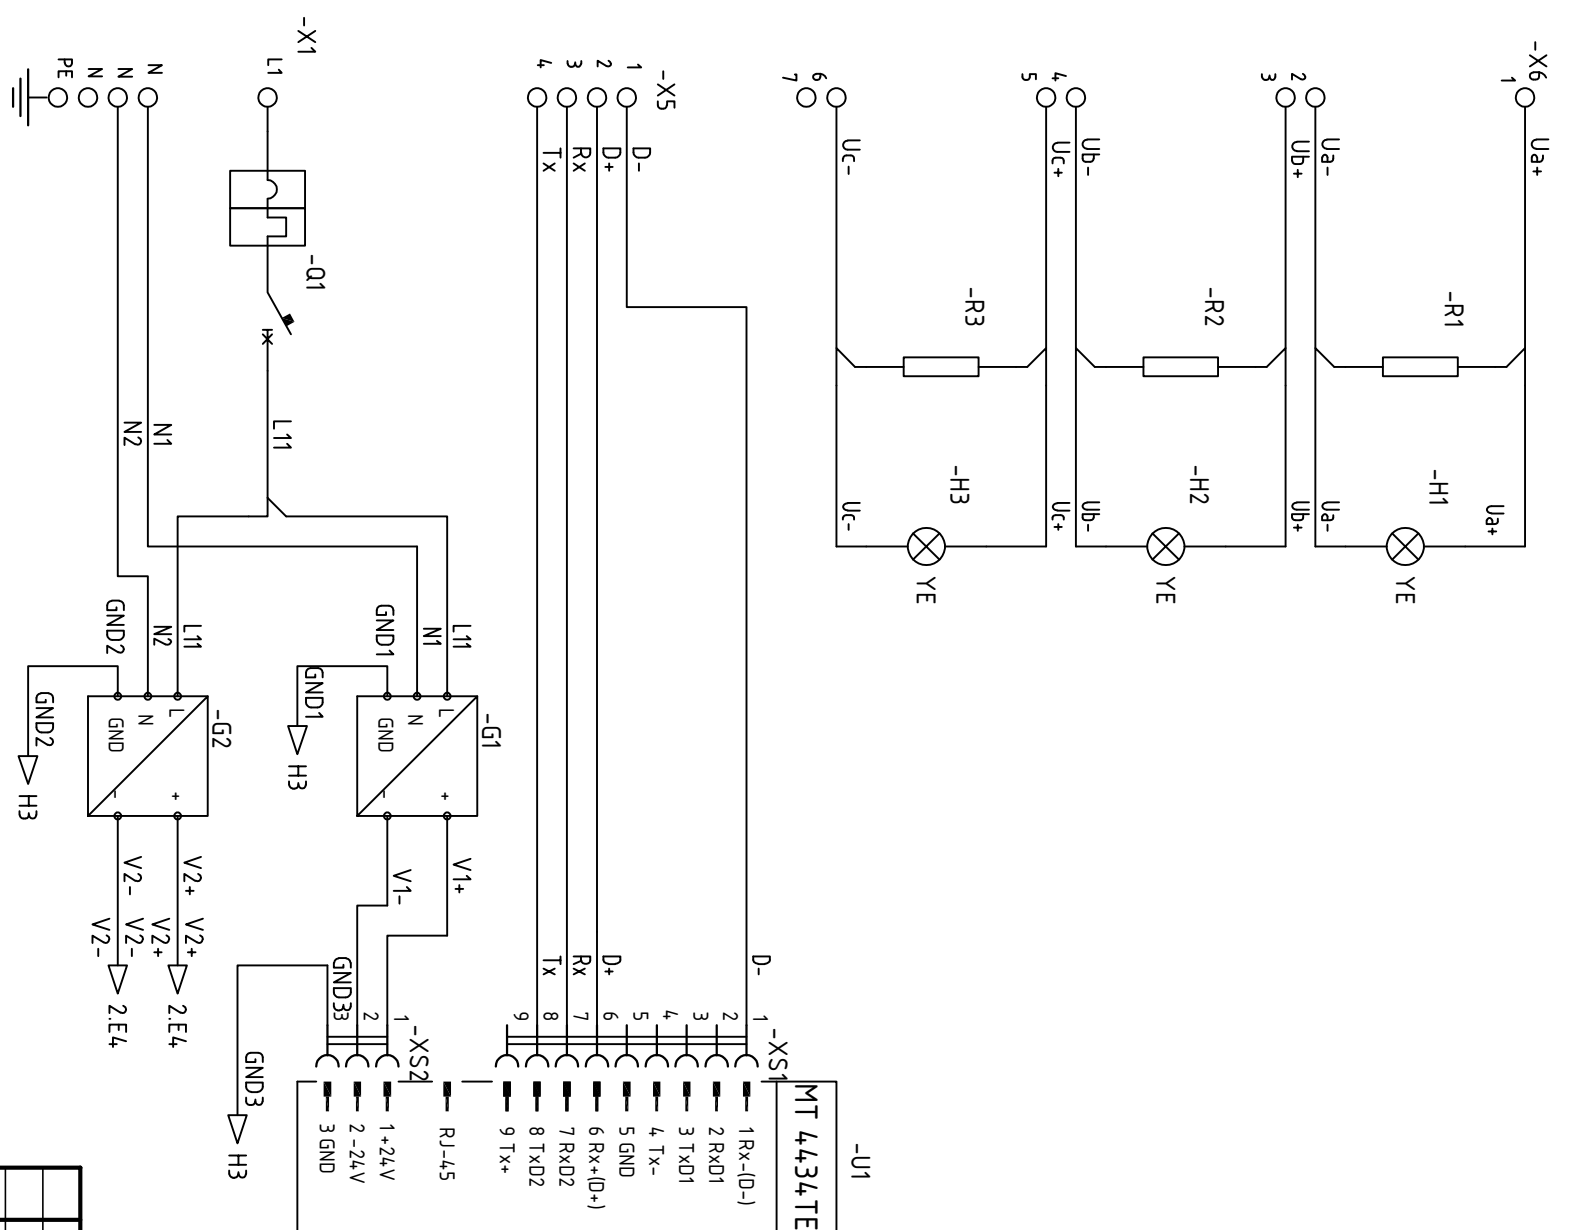 -X6
1
Ua+
-R1
-H1
Ua+
YE
2
Ua-
Ua-
3
Ub+
Ub+
-R2
-H2
YE
4
Ub-
Ub-
5
Uc+
Uc+
-R3
-H3
YE
6
Uc-
Uc-
7
-X5
1
D-
D-
2
D+
D+
3
Rx
Rx
4
Tx
Tx
-X1
L1
-Q1
L11
N
N
N
PE
N1
N2
L11
N1
GND1
GND1
H3
-G1
L
N
GND
+
-
V1+
V1-
L11
N2
GND2
GND2
H3
-G2
L
N
GND
+
-
V2+
V2+
V2+
2.E4
V2-
V2-
V2-
2.E4
-XS1
1
2
3
4
5
6
7
8
9
-XS2
1
2
3
GND3
GND3
H3
-U1
MT 4434.TE
1 Rx-(D-)
2 RxD1
3 TxD1
4 Tx-
5 GND
6 Rx+(D+)
7 RxD2
8 TxD2
9 Tx+
RJ-45
1 +24V
2 -24V
3 GND